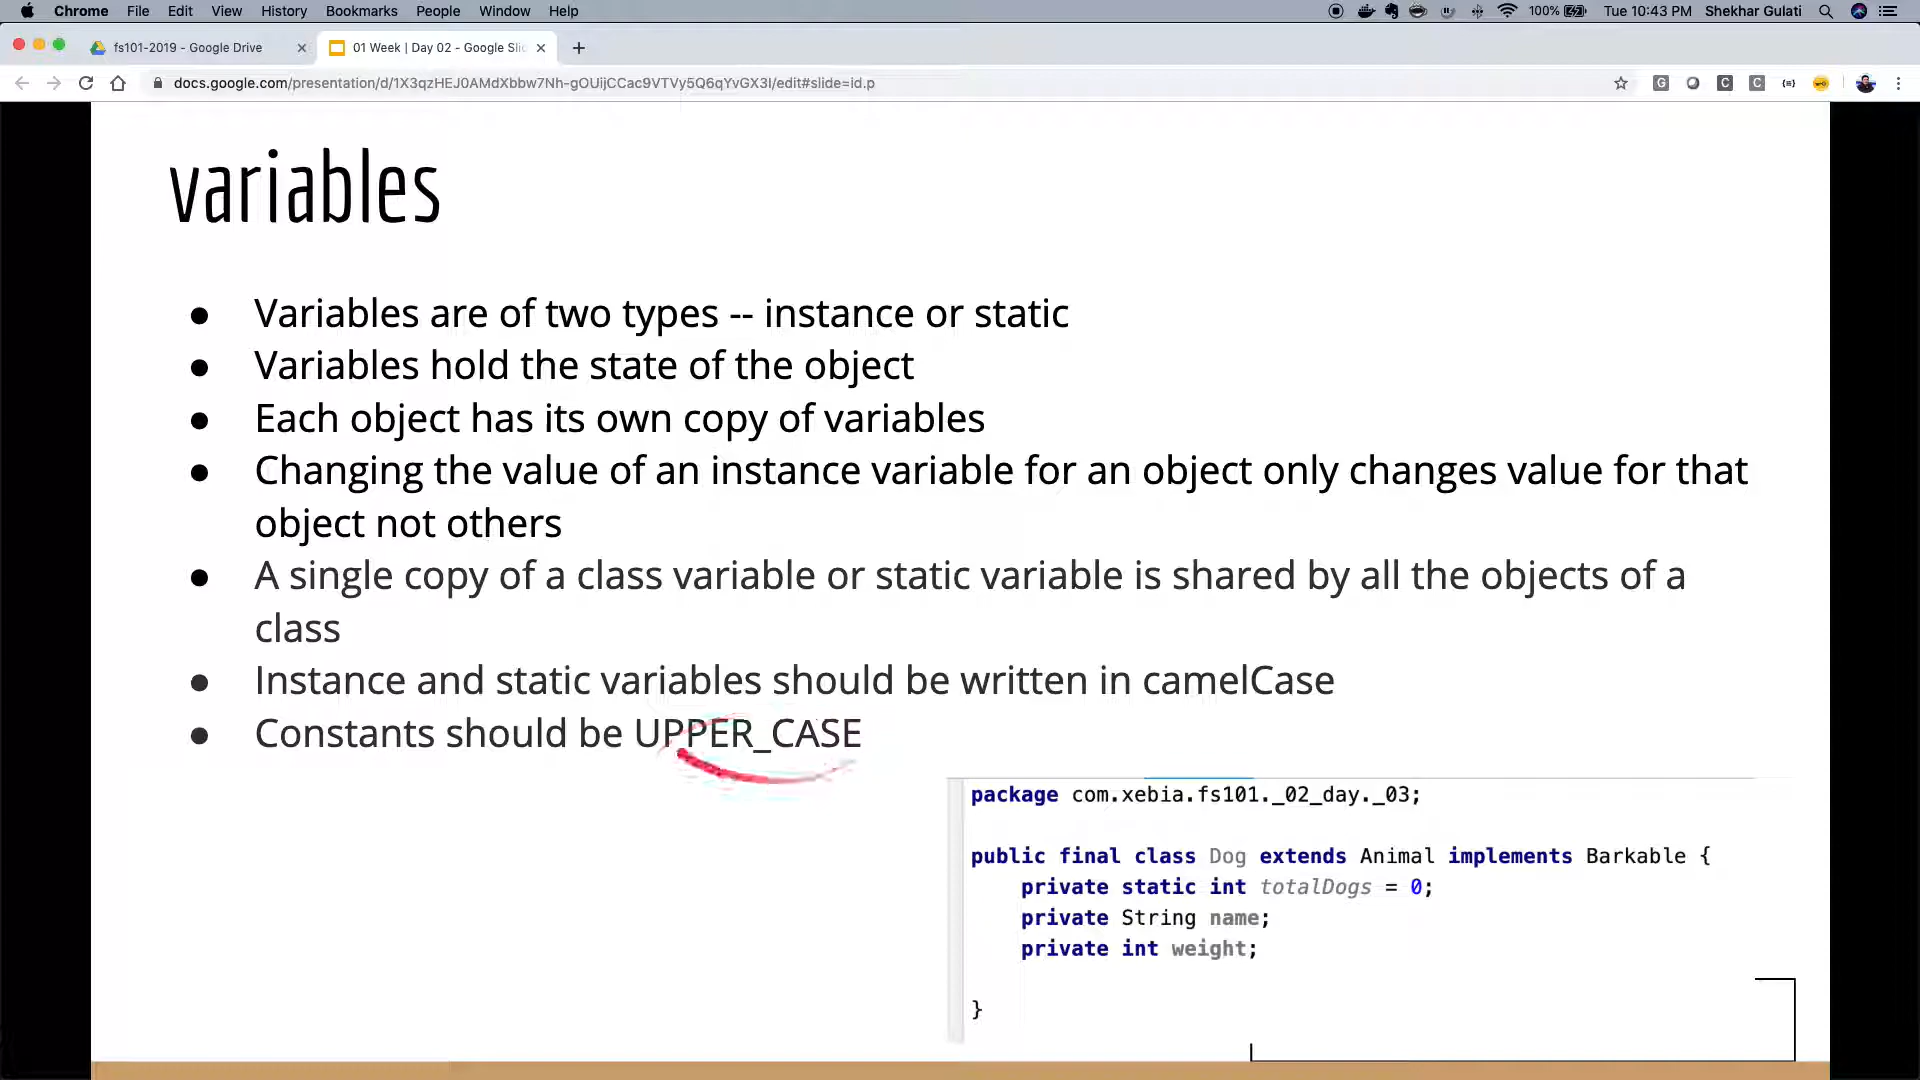 Chrome File Edit View History Bookmarks People Window Help 100% Tue 10:43 PM Shekhar Gulati
fs101-2019 - Google Drive 01 Week | Day 02 - Google Slid
docs.google.com/presentation/d/1X3qzHEJ0AMdXbbw7Nh-gOUijCCac9VTVy5Q6qYvGX3I/edit#slide=id.p
variables
● Variables are of two types -- instance or static
● Variables hold the state of the object
● Each object has its own copy of variables
● Changing the value of an instance variable for an object only changes value for that
object not others
● A single copy of a class variable or static variable is shared by all the objects of a
class
● Instance and static variables should be written in camelCase
● Constants should be UPPER_CASE
package com.xebia.fs101._02_day._03;
public final class Dog extends Animal implements Barkable {
private static int totalDogs = 0;
private String name;
private int weight;
}